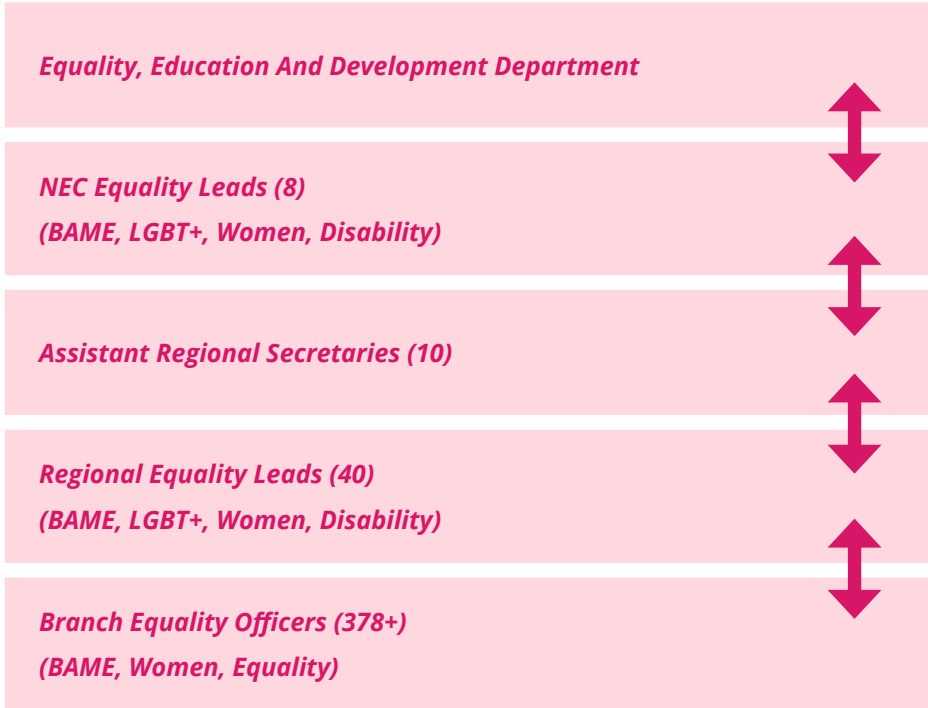 Equality, Education And Development Department
NEC Equality Leads (8)
(BAME, LGBT+, Women, Disability)
Assistant Regional Secretaries (10)
Regional Equality Leads (40)
(BAME, LGBT+, Women, Disability)
Branch Equality Officers (378+)
(BAME, Women, Equality)